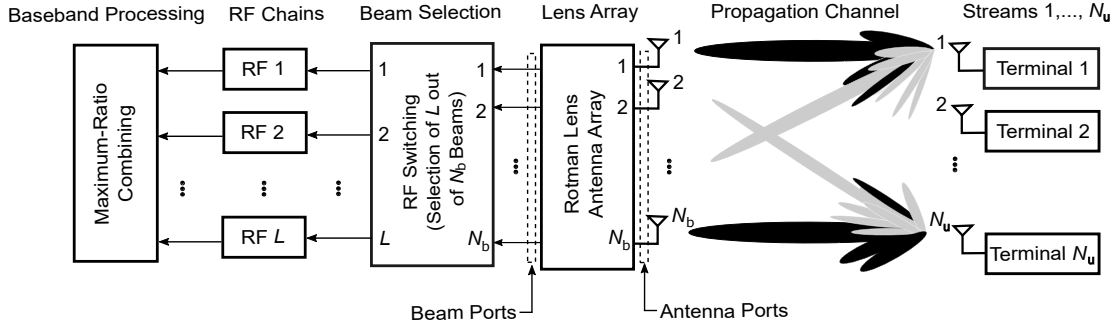 Baseband Processing
RF Chains
Beam Selection
Lens Array
Propagation Channel
Streams 1,..., Nu
Maximum-Ratio
Combining
RF 1
RF 2
...
...
RF L
1
2
...
L
RF Switching
(Selection of L out
of Nb Beams)
1
2
Nb
...
Rotman Lens
Antenna Array
1
2
Nb
1
2
...
Nb
1
2
...
Nu
Terminal 1
Terminal 2
Terminal Nu
Beam Ports
Antenna Ports